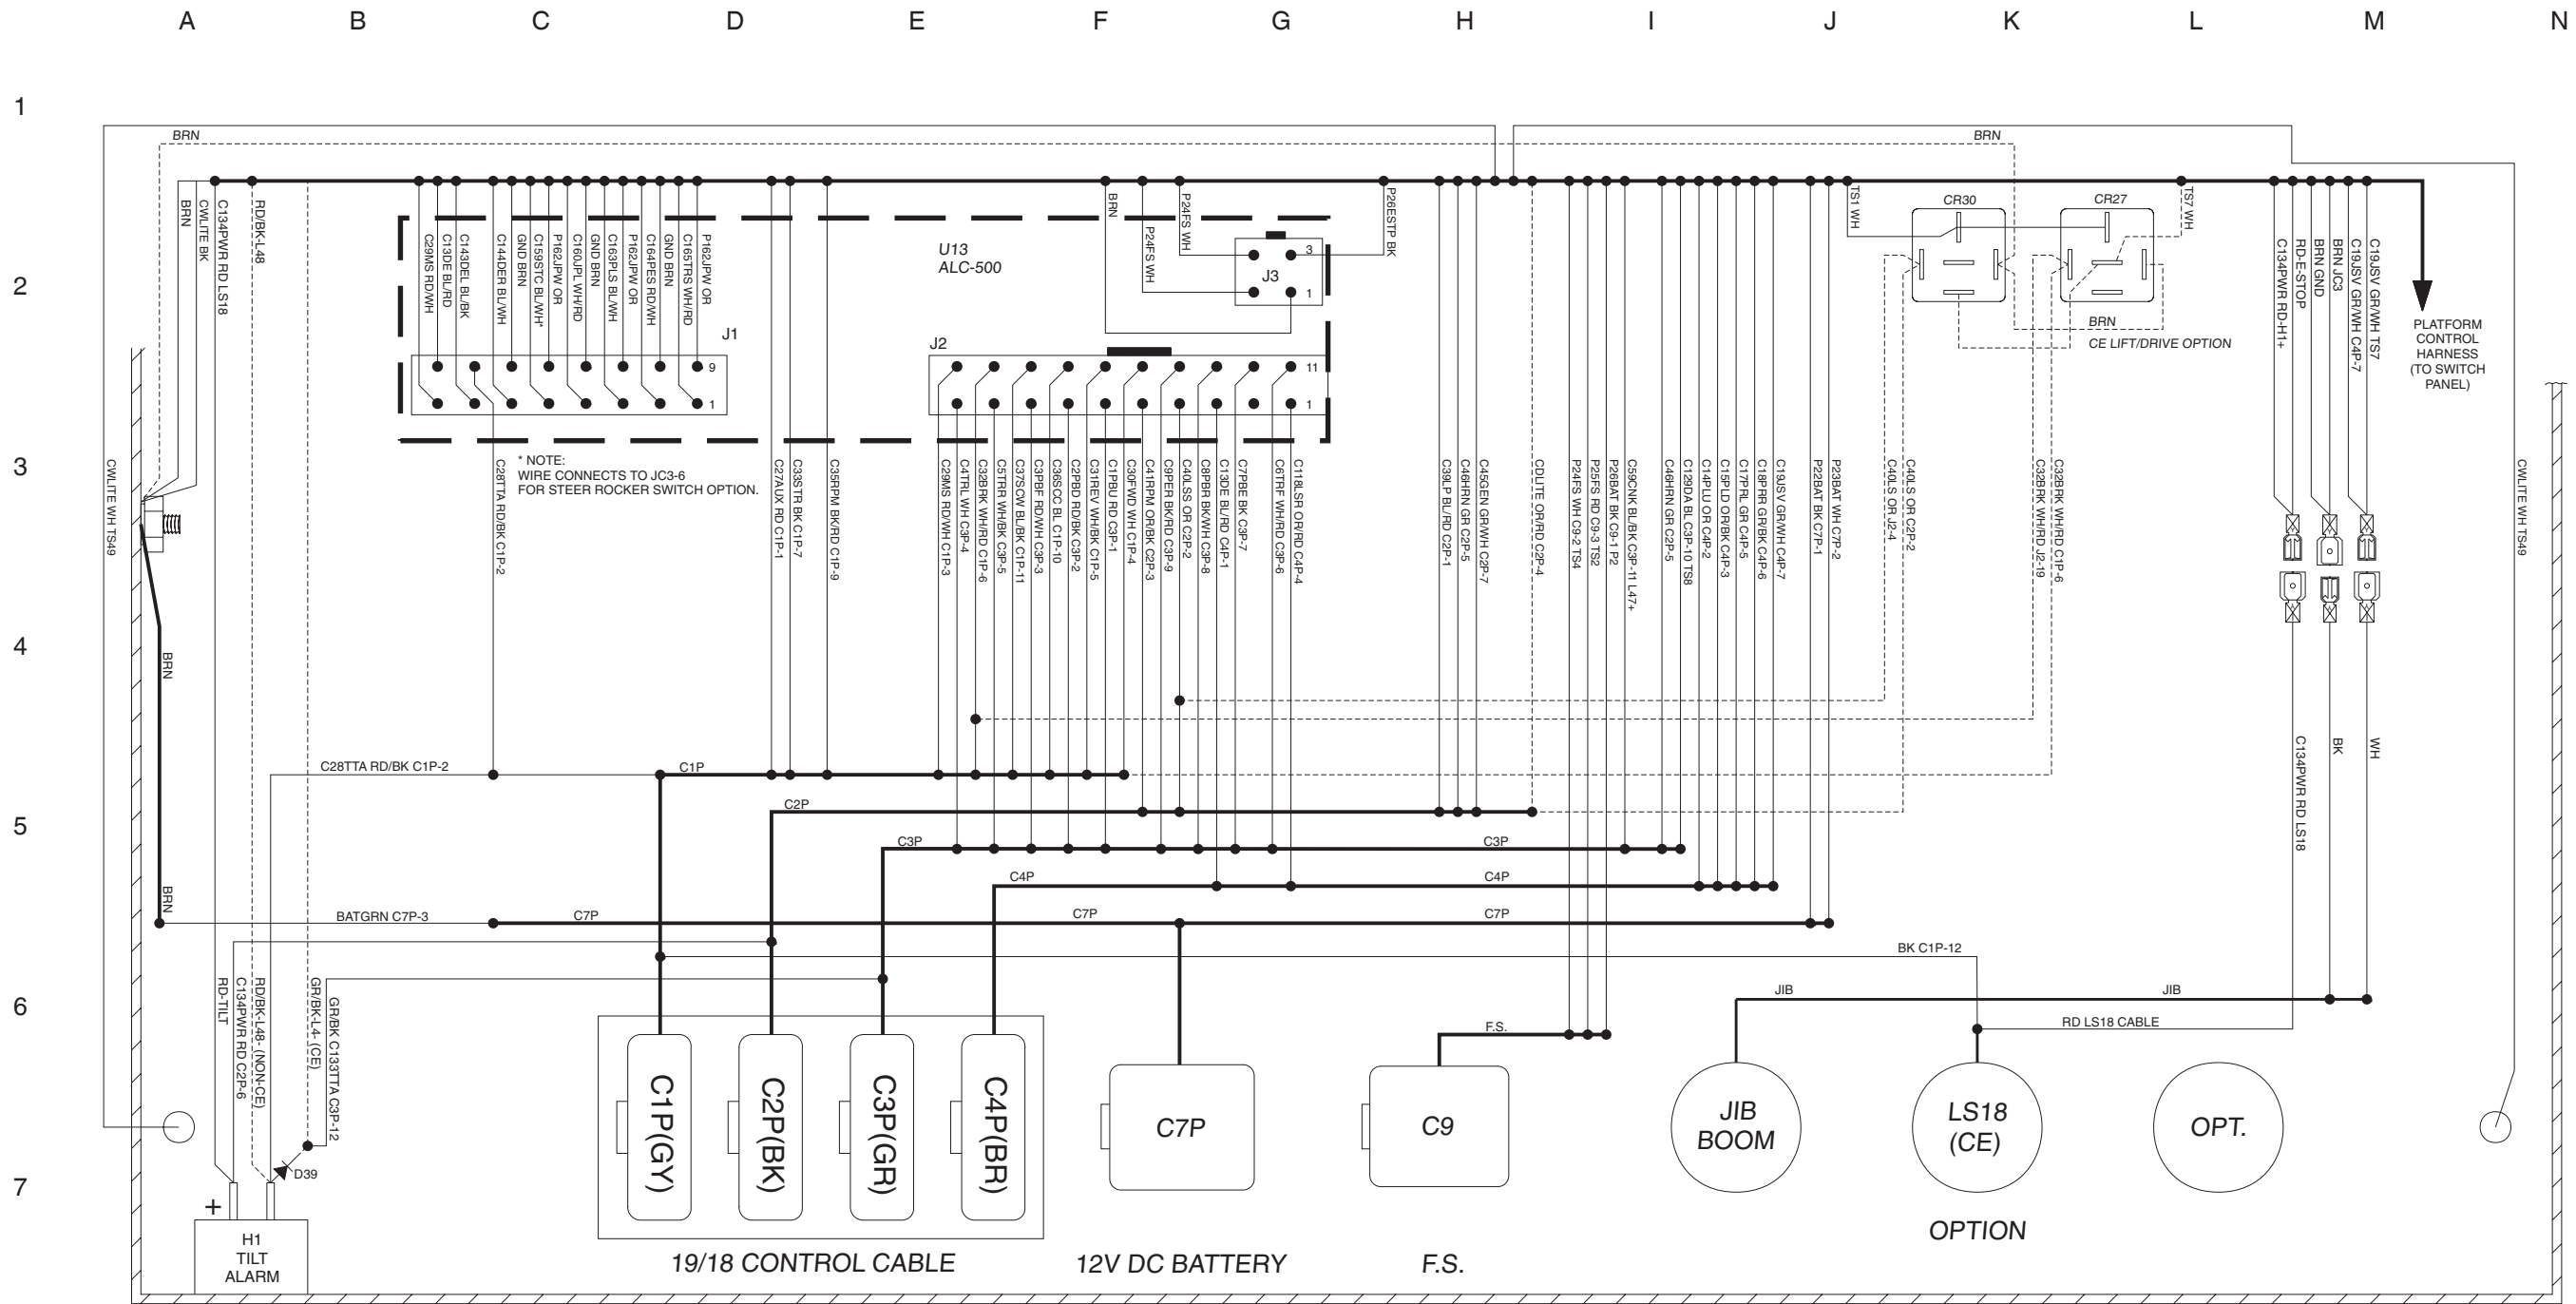 A B C D E F G H I J K L M N
1
BRN
BRN
BRN
CWLITE BK
C134PWR RD LS18
RD/BK-L48
C29MS RD/WH
C13DE BL/RD
C143DEL BL/BK
C144DER BL/WH
GND BRN
C159STC BL/WH*
P162JPW OR
C160JPL WH/RD
GND BRN
C163PLS BL/WH
P162JPW OR
C164PES RD/WH
GND BRN
C165TRS WH/RD
P162JPW OR
BRN
P24FS WH
P24FS WH
P26ESTP BK
TS1 WH
CR30
CR27
TS7 WH
C134PWR RD-H1+
RD-E-STOP
BRN GND
BRN JC3
C19JSV GR/WH C4P-7
C19JSV GR/WH TS7
2
U13
ALC-500
J3
3
1
J1
9
1
J2
11
1
BRN
CE LIFT/DRIVE OPTION
PLATFORM
CONTROL
HARNESS
(TO SWITCH
PANEL)
3
CWLITE WH TS49
* NOTE:
WIRE CONNECTS TO JC3-6
FOR STEER ROCKER SWITCH OPTION.
C28TTA RD/BK C1P-2
C27AUX RD C1P-1
C33STR BK C1P-7
C35RPM BK/RD C1P-9
C29MS RD/WH C1P-3
C4TRL WH C3P-4
C32BRK WH/RD C1P-6
C5TRR WH/BK C3P-5
C37SCW BL/BK C1P-11
C3PBF RD/WH C3P-3
C36SCC BL C1P-10
C2PBD RD/BK C3P-2
C31REV WH/BK C1P-5
C1PBU RD C3P-1
C30FWD WH C1P-4
C41RPM OR/BK C2P-3
C9PER BK/RD C3P-9
C40LSS OR C2P-2
C8PBR BK/WH C3P-8
C13DE BL/RD C4P-1
C7PBE BK C3P-7
C6TRF WH/RD C3P-6
C118LSR OR/RD C4P-4
C39LP BL/RD C2P-1
C46HRN GR C2P-5
C45GEN GR/WH C2P-7
CDLITE OR/RD C2P-4
P24FS WH C9-2 TS4
P25FS RD C9-3 TS2
P26BAT BK C9-1 P2
C59CNK BL/BK C3P-11 L47+
C46HRN GR C2P-5
C129DA BL C3P-10 TS8
C14PLU OR C4P-2
C15PLD OR/BK C4P-3
C17PRL GR C4P-5
C18PRR GR/BK C4P-6
C19JSV GR/WH C4P-7
P22BAT BK C7P-1
P23BAT WH C7P-2
C40LS OR J2-4
C40LS OR C2P-2
C32BRK WH/RD J2-19
C32BRK WH/RD C1P-6
CWLITE WH TS49
4
BRN
C28TTA RD/BK C1P-2
C1P
C134PWR RD LS18
BK
WH
5
C2P
C3P
C3P
C4P
C4P
BRN
BATGRN C7P-3
C7P
C7P
C7P
BK C1P-12
6
RD-TILT
C134PWR RD C2P-6
RD/BK-L48- (NON-CE)
GR/BK-L4- (CE)
GR/BK C133TTA C3P-12
JIB
JIB
F.S.
RD LS18 CABLE
C1P(GY)
C2P(BK)
C3P(GR)
C4P(BR)
C7P
C9
JIB
BOOM
LS18
(CE)
OPT.
7
D39
+
H1
TILT
ALARM
OPTION
19/18 CONTROL CABLE
12V DC BATTERY
F.S.